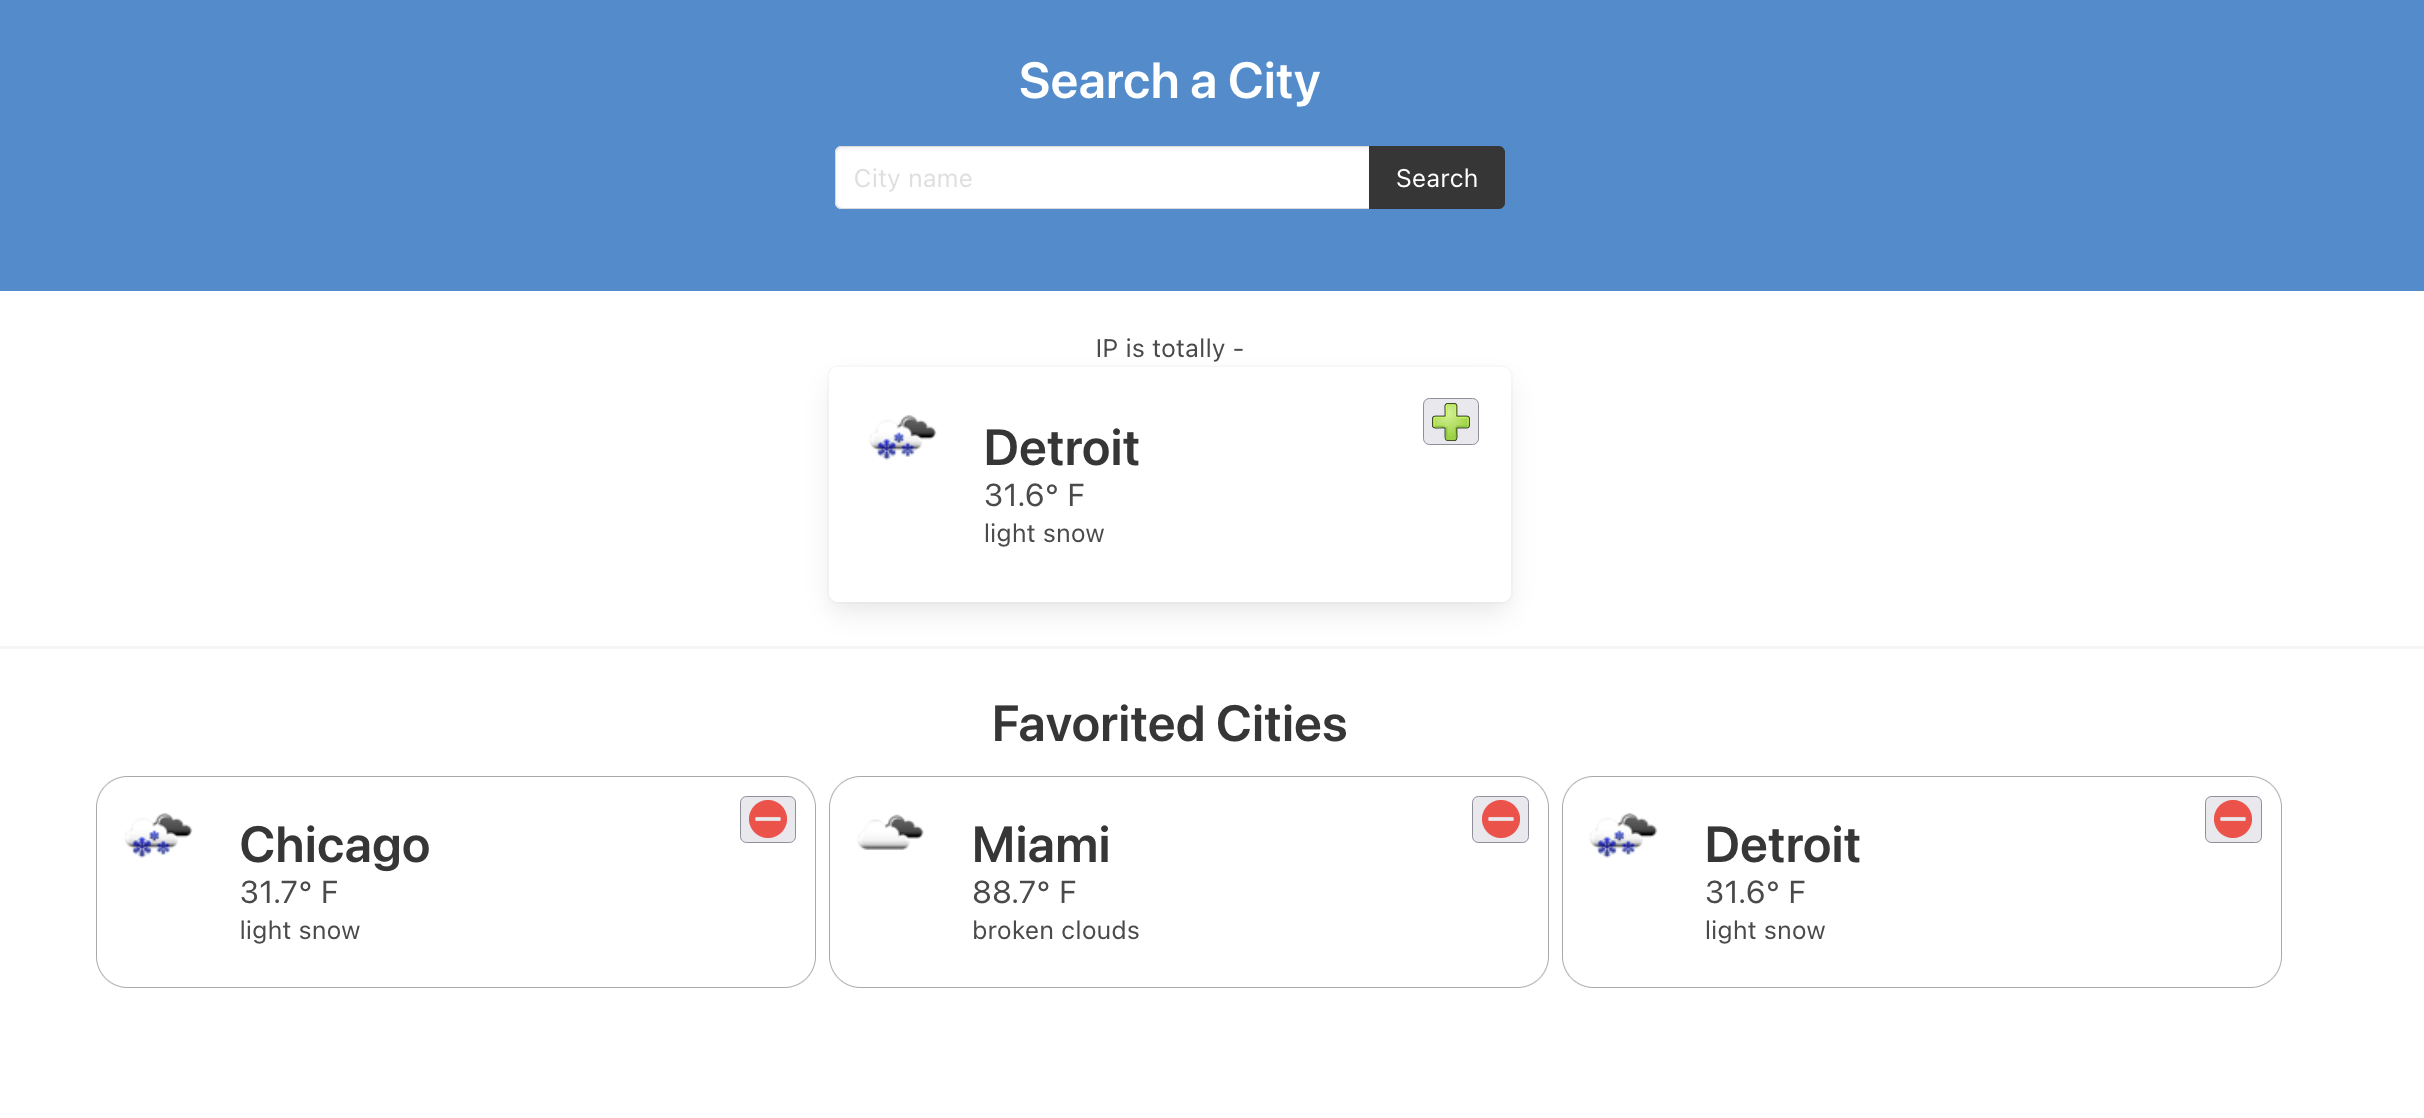 Search a City
City name
Search
IP is totally -
Detroit
31.6° F
light snow
Favorited Cities
Chicago
31.7° F
light snow
Miami
88.7° F
broken clouds
Detroit
31.6° F
light snow